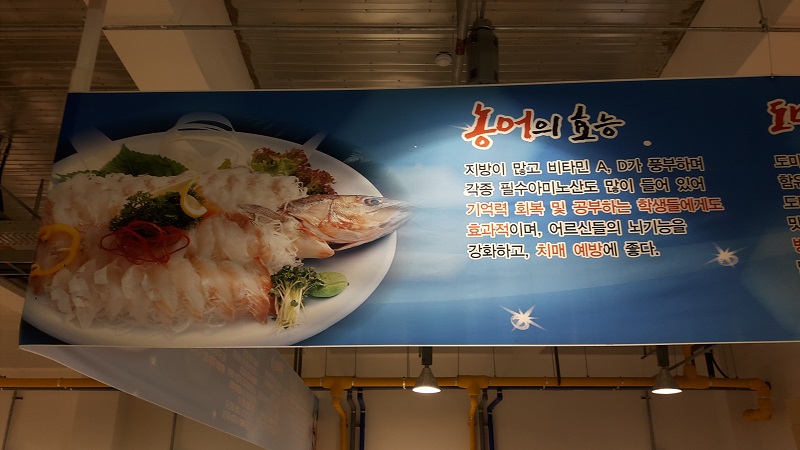 농어의 효능
지방이 많고 비타민 A, D가 풍부하며
각종 필수아미노산도 많이 들어 있어
기억력 회복 및 공부하는 학생들에게도
효과적이며, 어르신들의 뇌기능을
강화하고, 치매 예방에 좋다.
도미